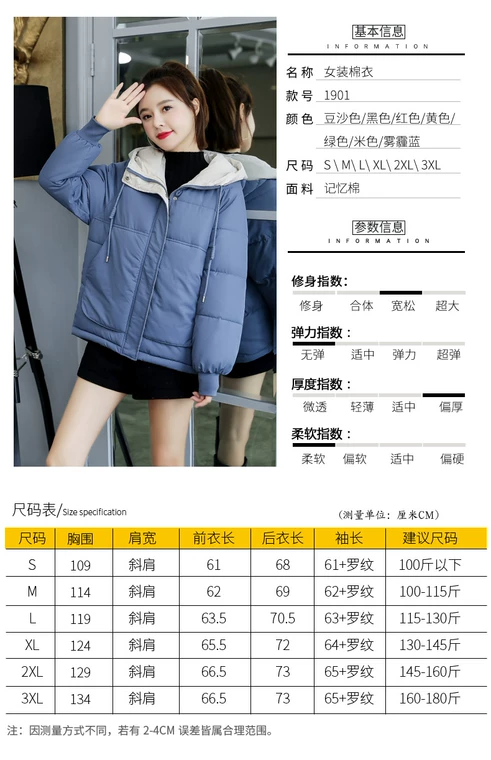 基本信息
INFORMATION
名称 女装棉衣
款号 1901
颜色 豆沙色/黑色/红色/黄色/
绿色/米色/雾霾蓝
尺码 S \ M\ L\ XL\ 2XL\ 3XL
面料 记忆棉
参数信息
INFORMATION
修身指数：
修身 合体 宽松 超大
弹力指数：
无弹 适中 弹力 超弹
厚度指数：
微透 轻薄 适中 偏厚
柔软指数：
柔软 偏软 适中 偏硬
尺码表/Size specification （测量单位：厘米CM）
尺码 胸围 肩宽 前衣长 后衣长 袖长 建议尺码
S 109 斜肩 61 68 61+罗纹 100斤以下
M 114 斜肩 62 69 62+罗纹 100-115斤
L 119 斜肩 63.5 70.5 63+罗纹 115-130斤
XL 124 斜肩 65.5 72 64+罗纹 130-145斤
2XL 129 斜肩 66.5 73 65+罗纹 145-160斤
3XL 134 斜肩 66.5 73 65+罗纹 160-180斤
注：因测量方式不同，若有 2-4CM 误差皆属合理范围。